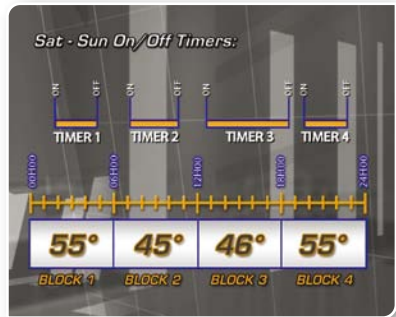 Sat - Sun On/Off Timers:
ON OFF ON OFF ON OFF ON OFF
TIMER 1 TIMER 2 TIMER 3 TIMER 4
00H00 06H00 12H00 18H00 24H00
55° 45° 46° 55°
BLOCK 1 BLOCK 2 BLOCK 3 BLOCK 4